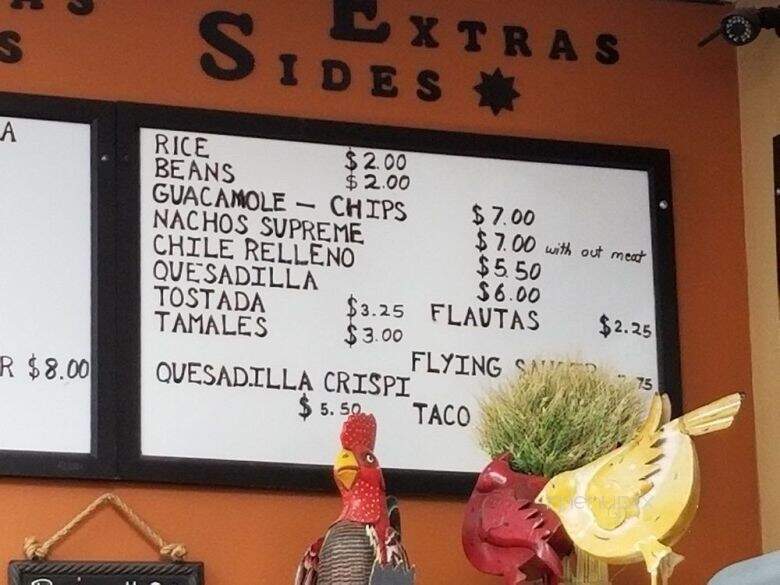 EXTRAS
SIDES
A
RICE $2.00
BEANS $2.00
GUACAMOLE — CHIPS $7.00
NACHOS SUPREME $7.00 with out meat
CHILE RELLENO $5.50
QUESADILLA $6.00
TOSTADA $3.25 FLAUTAS $2.25
TAMALES $3.00
FLYING 75
R $8.00
QUESADILLA CRISPI
$5.50 TACO